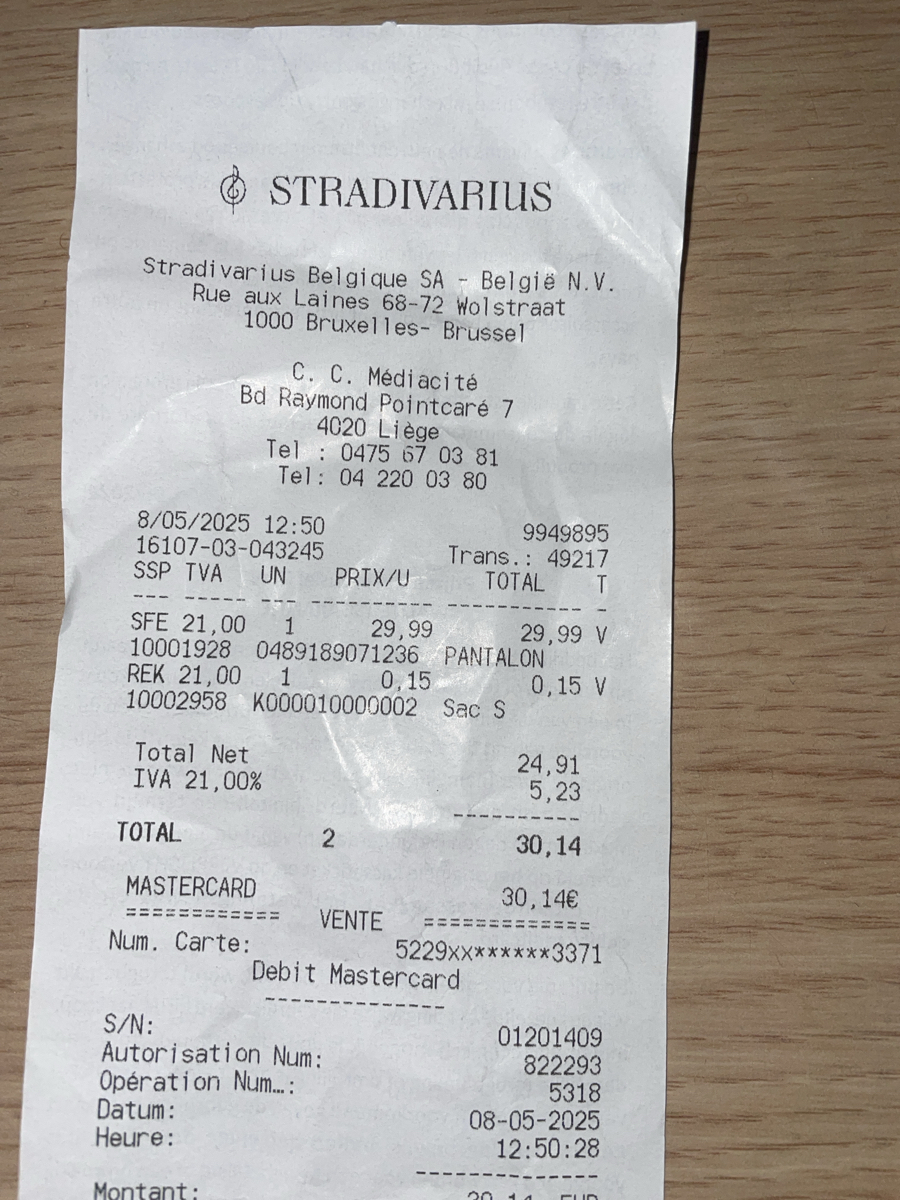 STRADIVARIUS
Stradivarius Belgique SA - België N.V.
Rue aux Laines 68-72 Wolstraat
1000 Bruxelles- Brussel
C. C. Médiacité
Bd Raymond Pointcaré 7
4020 Liège
Tel : 0475 67 03 81
Tel: 04 220 03 80
8/05/2025 12:50 9949895
16107-03-043245 Trans.: 49217
SSP TVA UN PRIX/U TOTAL T
--- ----- --- ---------- ------------ -
SFE 21,00 1 29,99 29,99 V
10001928 0489189071236 PANTALON
REK 21,00 1 0,15 0,15 V
10002958 K000010000002 Sac S
Total Net 24,91
IVA 21,00% 5,23
----------
TOTAL 2 30,14
MASTERCARD 30,14€
============ VENTE =============
Num. Carte: 5229xx******3371
Debit Mastercard
--------------
S/N: 01201409
Autorisation Num: 822293
Opération Num…: 5318
Datum: 08-05-2025
Heure: 12:50:28
--------------
Montant: 30,14 EUR